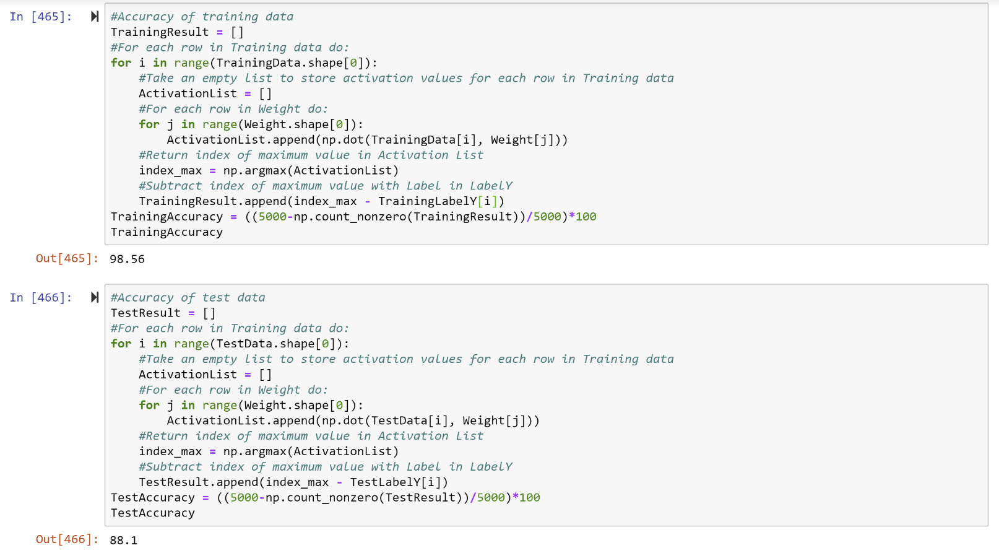 In [465]: #Accuracy of training data
TrainingResult = []
#For each row in Training data do:
for i in range(TrainingData.shape[0]):
    #Take an empty list to store activation values for each row in Training data
    ActivationList = []
    #For each row in Weight do:
    for j in range(Weight.shape[0]):
        ActivationList.append(np.dot(TrainingData[i], Weight[j]))
    #Return index of maximum value in Activation List
    index_max = np.argmax(ActivationList)
    #Subtract index of maximum value with Label in LabelY
    TrainingResult.append(index_max - TrainingLabelY[i])
TrainingAccuracy = ((5000-np.count_nonzero(TrainingResult))/5000)*100
TrainingAccuracy
Out[465]: 98.56
In [466]: #Accuracy of test data
TestResult = []
#For each row in Training data do:
for i in range(TestData.shape[0]):
    #Take an empty list to store activation values for each row in Training data
    ActivationList = []
    #For each row in Weight do:
    for j in range(Weight.shape[0]):
        ActivationList.append(np.dot(TestData[i], Weight[j]))
    #Return index of maximum value in Activation List
    index_max = np.argmax(ActivationList)
    #Subtract index of maximum value with Label in LabelY
    TestResult.append(index_max - TestLabelY[i])
TestAccuracy = ((5000-np.count_nonzero(TestResult))/5000)*100
TestAccuracy
Out[466]: 88.1